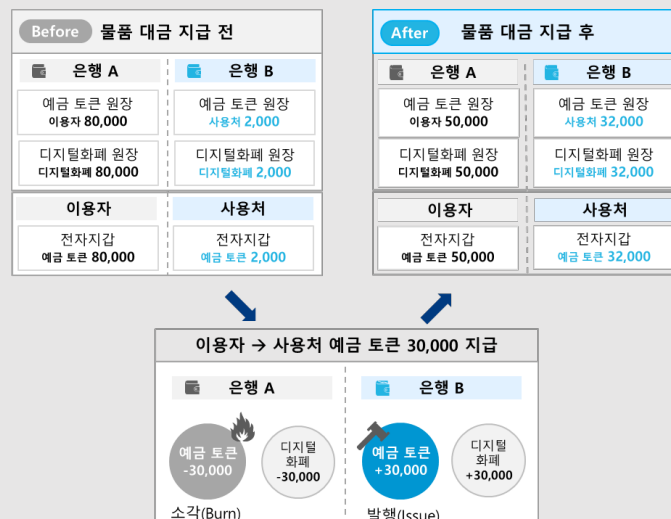 Before 물품 대금 지급 전
은행 A
은행 B
예금 토큰 원장
이용자 80,000
예금 토큰 원장
사용처 2,000
디지털화폐 원장
디지털화폐 80,000
디지털화폐 원장
디지털화폐 2,000
이용자
사용처
전자지갑
예금 토큰 80,000
전자지갑
예금 토큰 2,000
After 물품 대금 지급 후
은행 A
은행 B
예금 토큰 원장
이용자 50,000
예금 토큰 원장
사용처 32,000
디지털화폐 원장
디지털화폐 50,000
디지털화폐 원장
디지털화폐 32,000
이용자
사용처
전자지갑
예금 토큰 50,000
전자지갑
예금 토큰 32,000
이용자 → 사용처 예금 토큰 30,000 지급
은행 A
은행 B
예금 토큰
-30,000
디지털
화폐
-30,000
소각(Burn)
예금 토큰
+30,000
디지털
화폐
+30,000
발행(Issue)